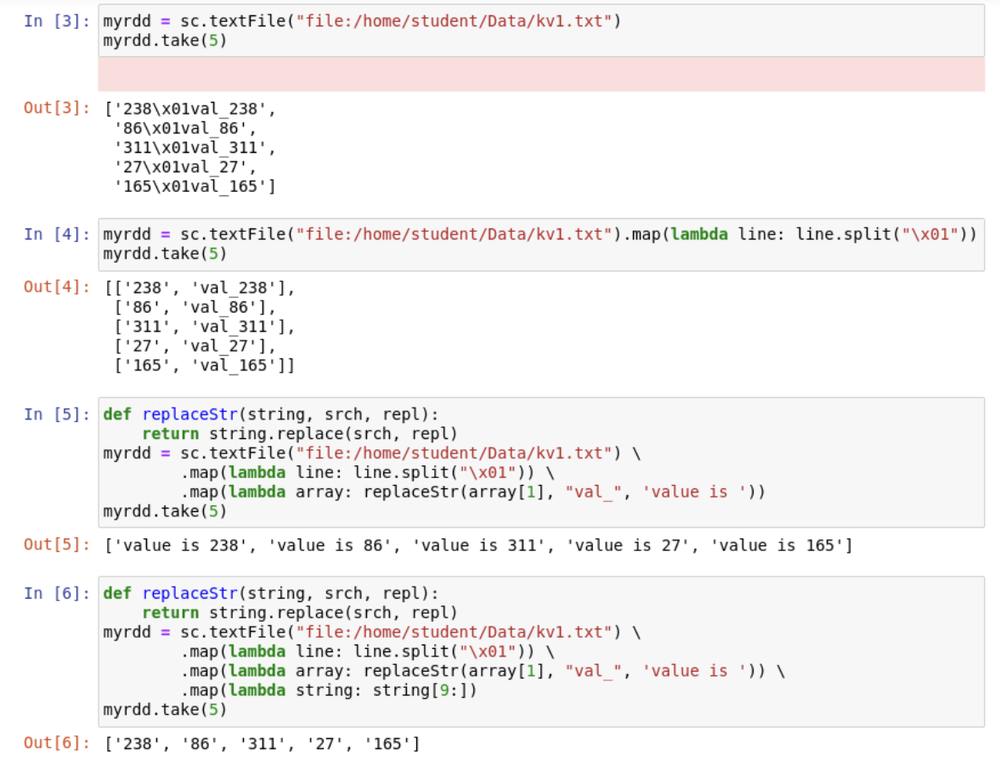 In [3]: myrdd = sc.textFile("file:/home/student/Data/kv1.txt")
myrdd.take(5)
Out[3]: ['238\x01val_238',
'86\x01val_86',
'311\x01val_311',
'27\x01val_27',
'165\x01val_165']
In [4]: myrdd = sc.textFile("file:/home/student/Data/kv1.txt").map(lambda line: line.split("\x01"))
myrdd.take(5)
Out[4]: [['238', 'val_238'],
['86', 'val_86'],
['311', 'val_311'],
['27', 'val_27'],
['165', 'val_165']]
In [5]: def replaceStr(string, srch, repl):
    return string.replace(srch, repl)
myrdd = sc.textFile("file:/home/student/Data/kv1.txt") \
        .map(lambda line: line.split("\x01")) \
        .map(lambda array: replaceStr(array[1], "val_", 'value is '))
myrdd.take(5)
Out[5]: ['value is 238', 'value is 86', 'value is 311', 'value is 27', 'value is 165']
In [6]: def replaceStr(string, srch, repl):
    return string.replace(srch, repl)
myrdd = sc.textFile("file:/home/student/Data/kv1.txt") \
        .map(lambda line: line.split("\x01")) \
        .map(lambda array: replaceStr(array[1], "val_", 'value is ')) \
        .map(lambda string: string[9:])
myrdd.take(5)
Out[6]: ['238', '86', '311', '27', '165']